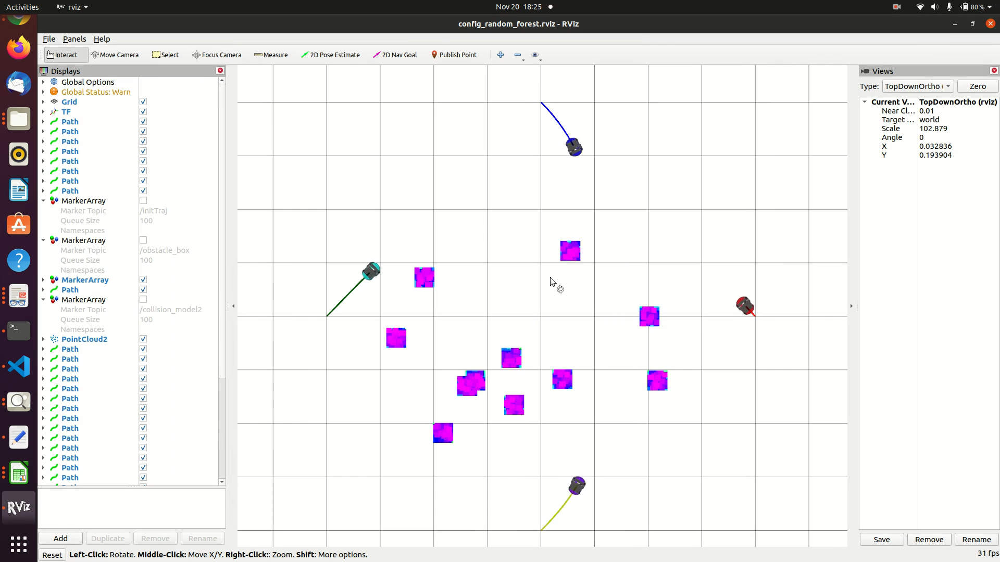 Activities rviz Nov 20 18:25 80 %
config_random_forest.rviz - RViz
File Panels Help
Interact Move Camera Select Focus Camera Measure 2D Pose Estimate 2D Nav Goal Publish Point
Displays
Global Options
Global Status: Warn
Grid
TF
Path
Path
Path
Path
Path
Path
Path
Path
MarkerArray
Marker Topic /initTraj
Queue Size 100
Namespaces
MarkerArray
Marker Topic /obstacle_box
Queue Size 100
Namespaces
MarkerArray
Path
MarkerArray
Marker Topic /collision_model2
Queue Size 100
Namespaces
PointCloud2
Path
Path
Path
Path
Path
Path
Path
Path
Path
Path
Path
Path
Path
Path
Add Duplicate Remove Rename
Views
Type: TopDownOrtho ( Zero
Current V... TopDownOrtho (rviz)
Near Cl... 0.01
Target ... world
Scale 102.879
Angle 0
X 0.032836
Y 0.193904
Save Remove Rename
RViz
Reset Left-Click: Rotate. Middle-Click: Move X/Y. Right-Click:: Zoom. Shift: More options. 31 fps